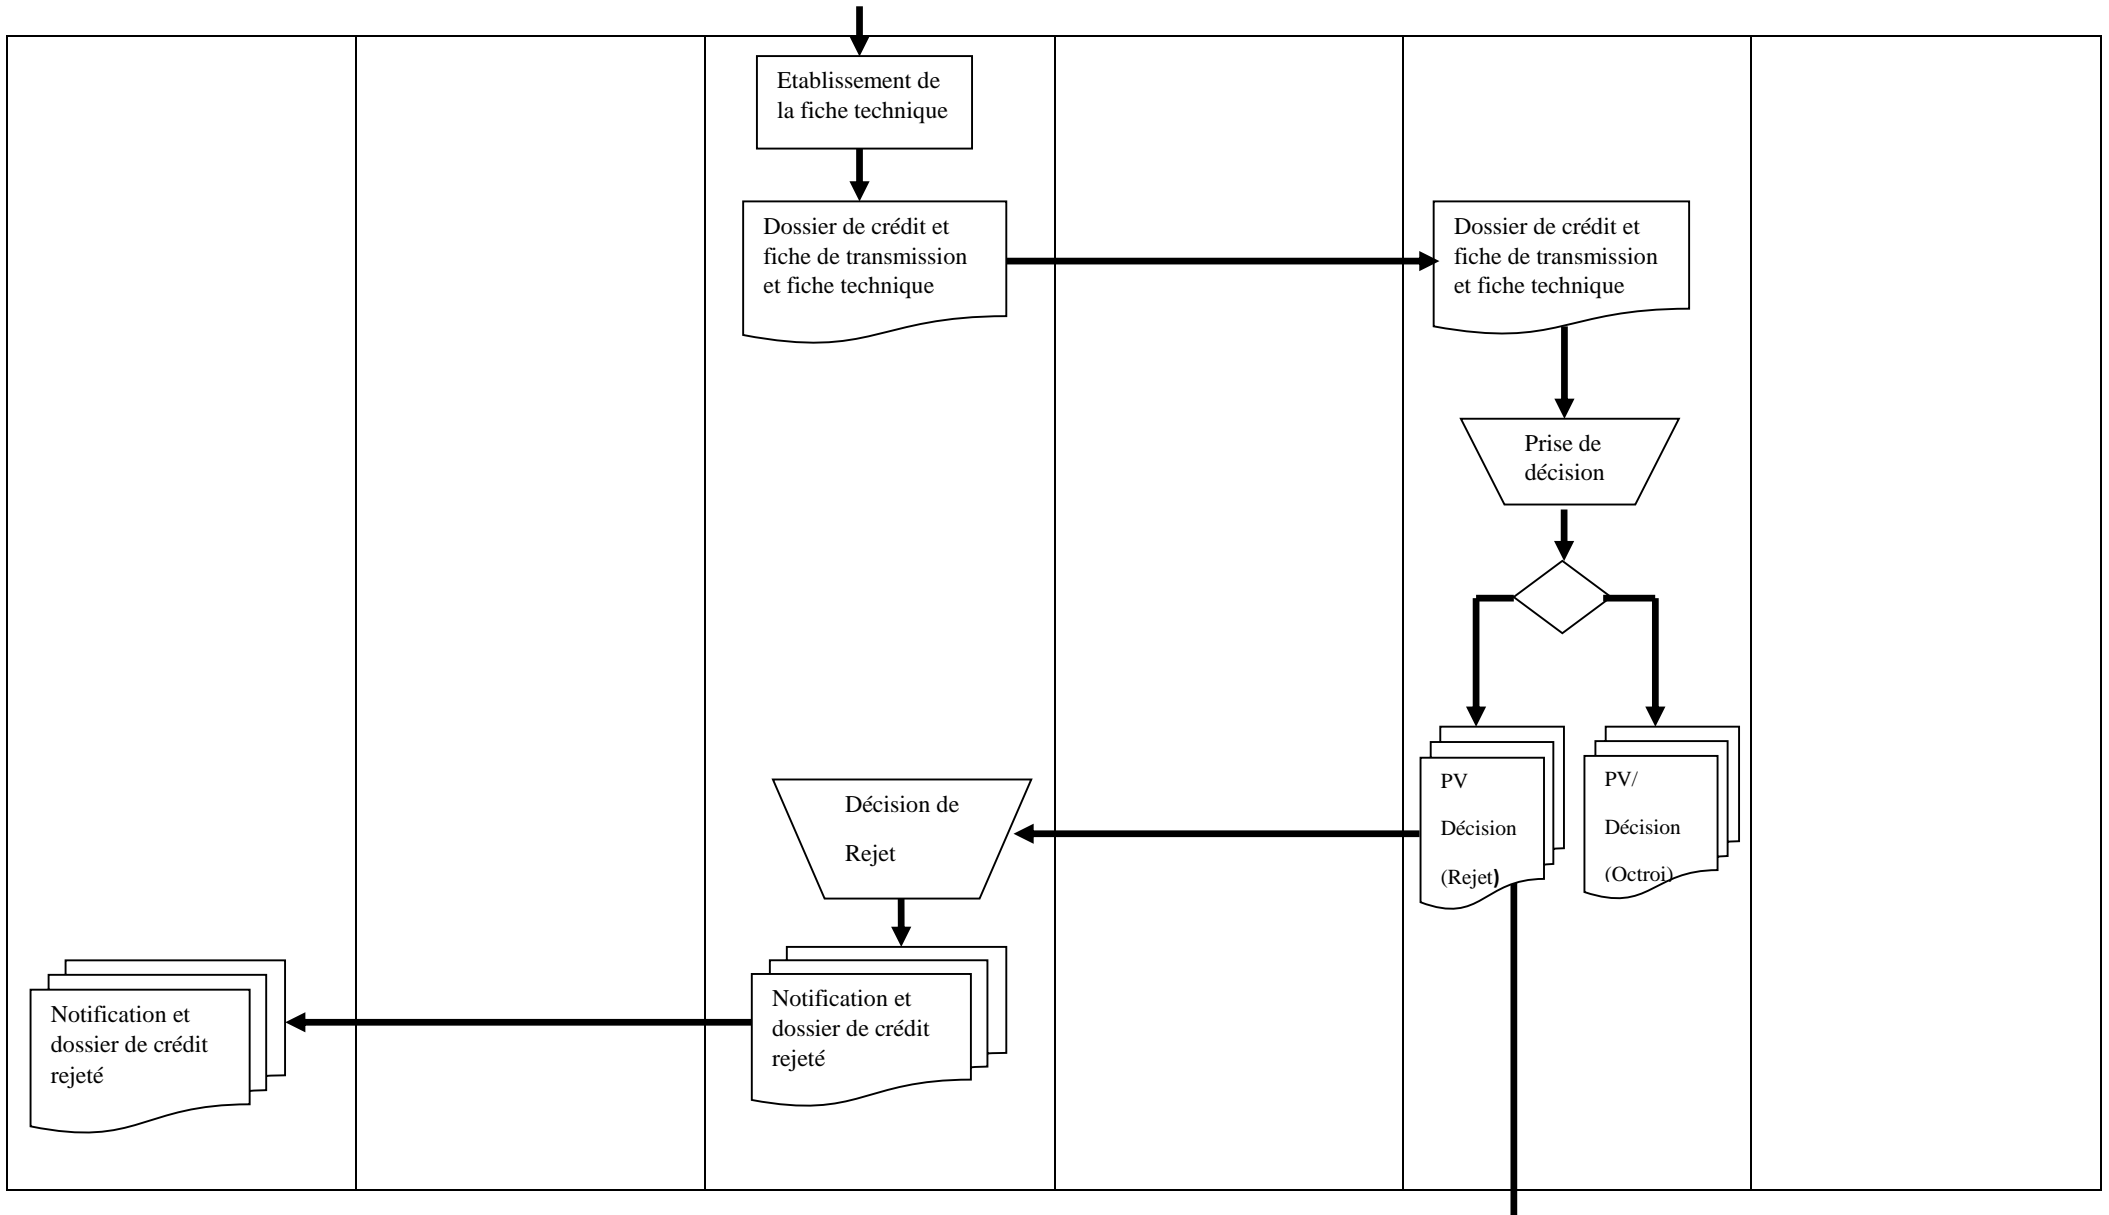 Etablissement de
la fiche technique
Dossier de crédit et
fiche de transmission
et fiche technique
Dossier de crédit et
fiche de transmission
et fiche technique
Prise de
décision
PV
Décision
(Rejet)
PV/
Décision
(Octroi)
Décision de
Rejet
Notification et
dossier de crédit
rejeté
Notification et
dossier de crédit
rejeté